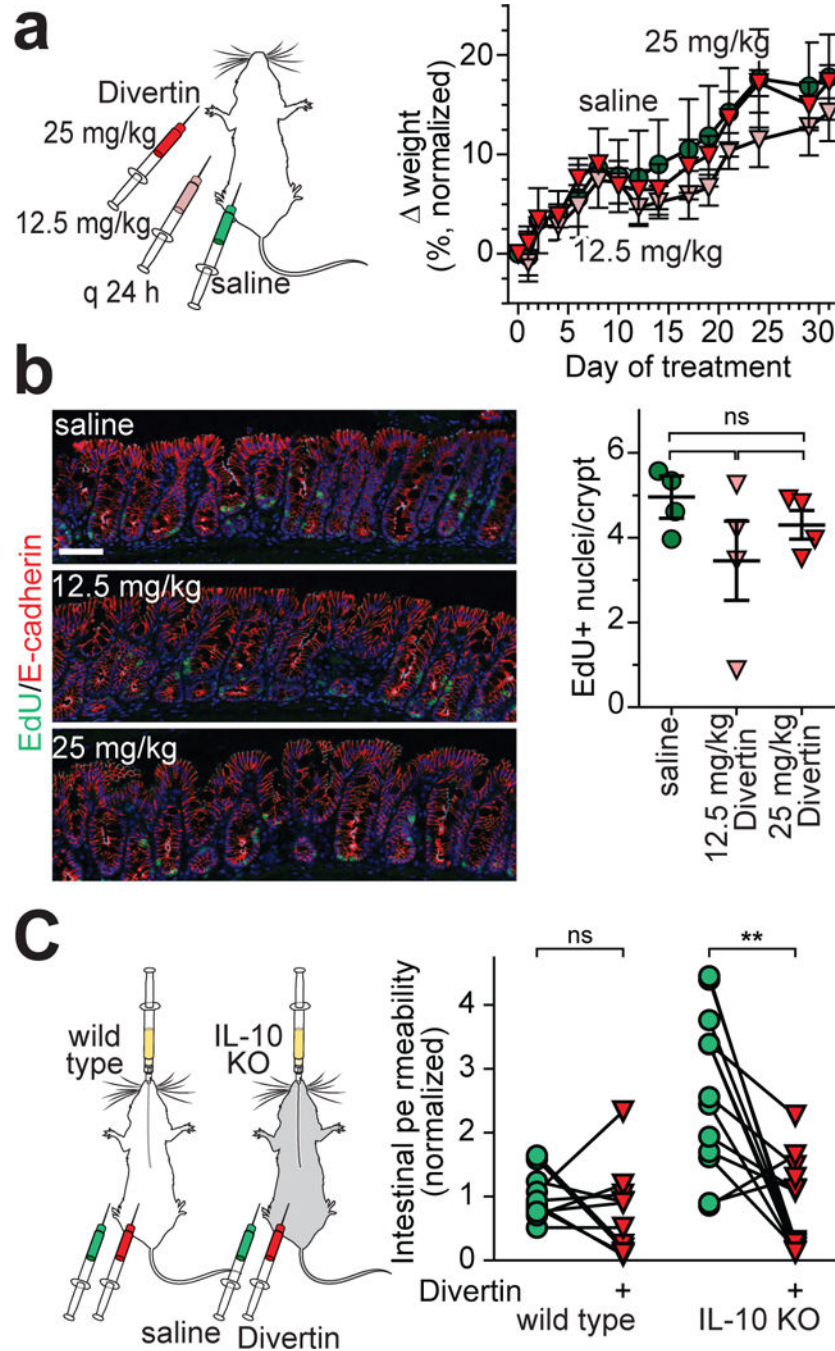 a
Divertin
25 mg/kg
12.5 mg/kg
q 24 h
saline
Δ weight
(%, normalized)
20
10
0
25 mg/kg
saline
12.5 mg/kg
0 5 10 15 20 25 30
Day of treatment
b
EdU/E-cadherin
saline
12.5 mg/kg
25 mg/kg
EdU+ nuclei/crypt
6
4
2
0
ns
saline
12.5 mg/kg
Divertin
25 mg/kg
Divertin
C
wild
type
IL-10
KO
saline
Divertin
Intestinal pe rmeability
(normalized)
4
3
2
1
0
ns
**
Divertin + +
wild type IL-10 KO